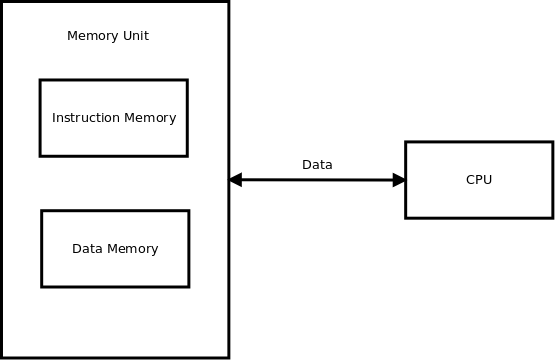 Memory Unit
Instruction Memory
Data
CPU
Data Memory